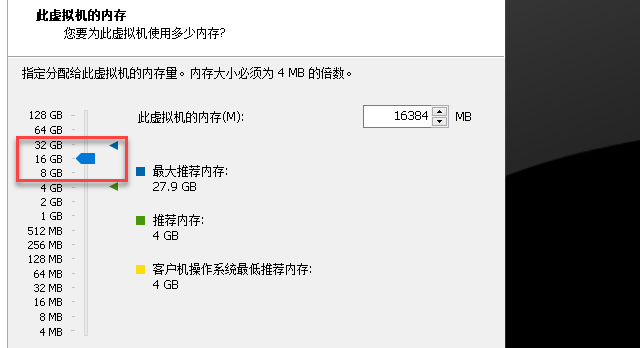 此虚拟机的内存
您要为此虚拟机使用多少内存?
指定分配给此虚拟机的内存量。内存大小必须为 4 MB 的倍数。
128 GB
64 GB
32 GB
16 GB
8 GB
4 GB
2 GB
1 GB
512 MB
256 MB
128 MB
64 MB
32 MB
16 MB
8 MB
4 MB
此虚拟机的内存(M):
16384 MB
最大推荐内存:
27.9 GB
推荐内存:
4 GB
客户机操作系统最低推荐内存:
4 GB